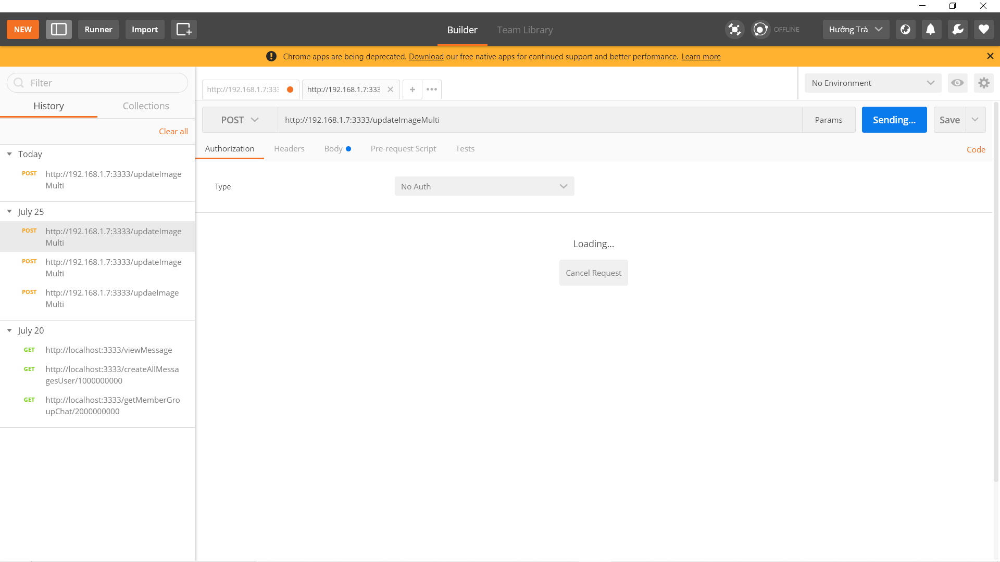 NEW
Runner
Import
Builder
Team Library
OFFLINE
Hưởng Trà
Chrome apps are being deprecated. Download our free native apps for continued support and better performance. Learn more
Filter
History
Collections
Clear all
Today
POST http://192.168.1.7:3333/updateImage
Multi
July 25
POST http://192.168.1.7:3333/updateImage
Multi
POST http://192.168.1.7:3333/updateImage
Multi
POST http://192.168.1.7:3333/updaeImage
Multi
July 20
GET http://localhost:3333/viewMessage
GET http://localhost:3333/createAllMessa
gesUser/1000000000
GET http://localhost:3333/getMemberGro
upChat/2000000000
http://192.168.1.7:333
http://192.168.1.7:333
No Environment
POST
http://192.168.1.7:3333/updateImageMulti
Params
Sending...
Save
Authorization
Headers
Body
Pre-request Script
Tests
Code
Type
No Auth
Loading...
Cancel Request